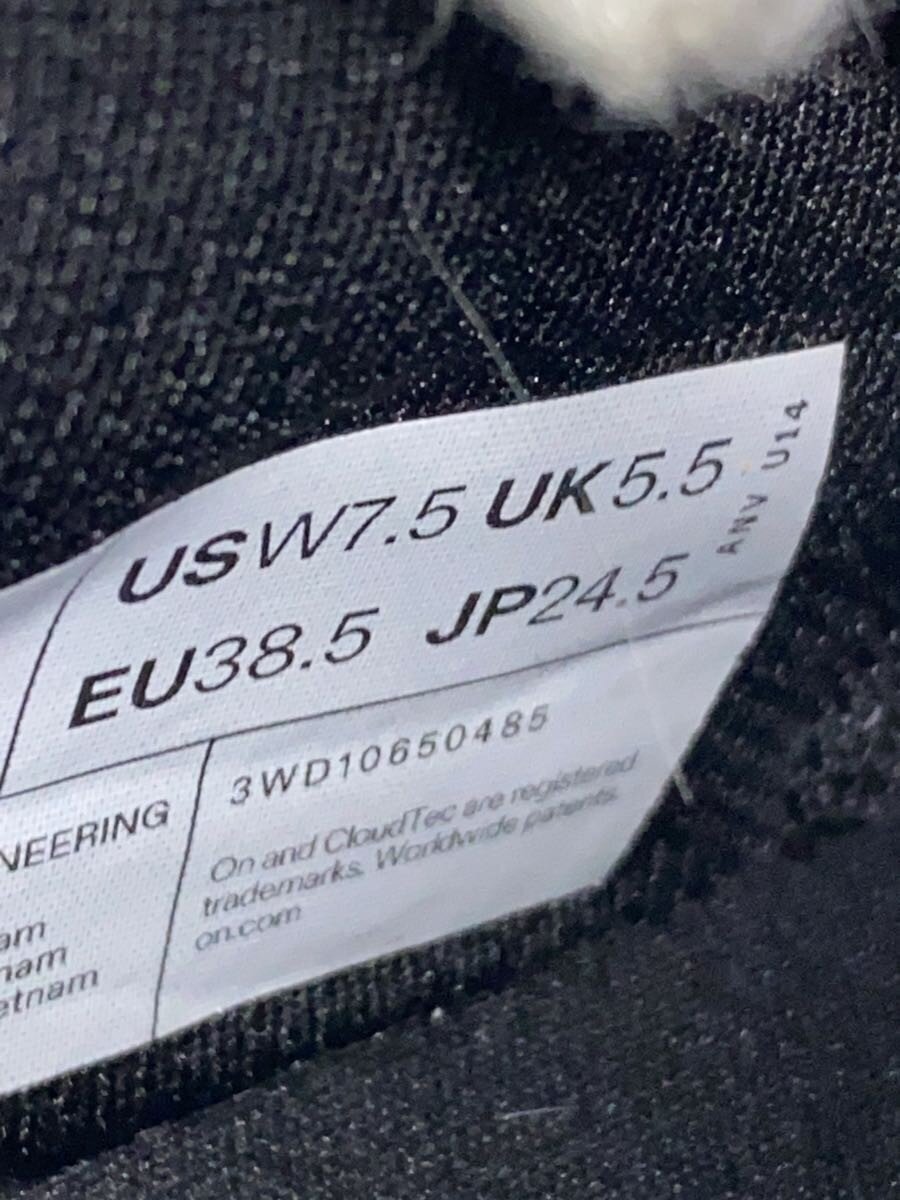 USW7.5 UK5.5
EU38.5 JP24.5
ANV U14
NEERING
am
nam
etnam
3WD10650485
On and CloudTec are registered
trademarks. Worldwide patents.
on.com